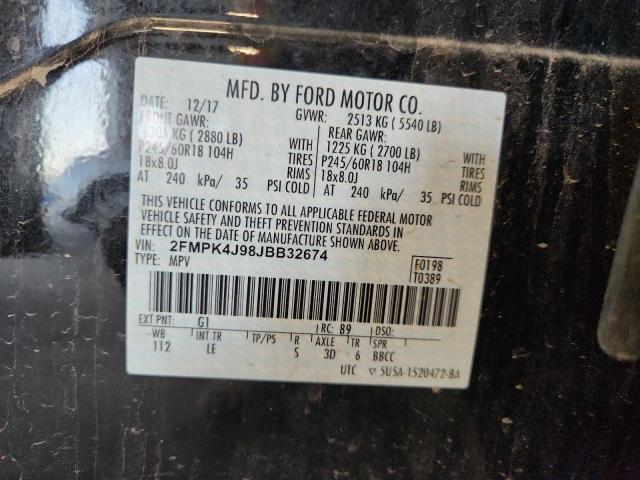 MFD. BY FORD MOTOR CO.
DATE: 12/17 GVWR: 2513 KG ( 5540 LB)
FRONT GAWR: REAR GAWR:
1306 KG ( 2880 LB) WITH 1225 KG ( 2700 LB) WITH
P245/60R18 104H TIRES P245/60R18 104H TIRES
18x8.0J RIMS 18x8.0J RIMS
AT 240 kPa/ 35 PSI COLD AT 240 kPa/ 35 PSI COLD
THIS VEHICLE CONFORMS TO ALL APPLICABLE FEDERAL MOTOR
VEHICLE SAFETY AND THEFT PREVENTION STANDARDS IN
EFFECT ON THE DATE OF MANUFACTURE SHOWN ABOVE.
VIN: 2FMPK4J98JBB32674
TYPE: MPV
F0198
T0389
EXT PNT: G1 RC: 89 DSO:
WB INT TR TP/PS R AXLE TR SPR
112 LE S 3D 6 BBCC
UTC ▽ 5U5A-1520472-BA